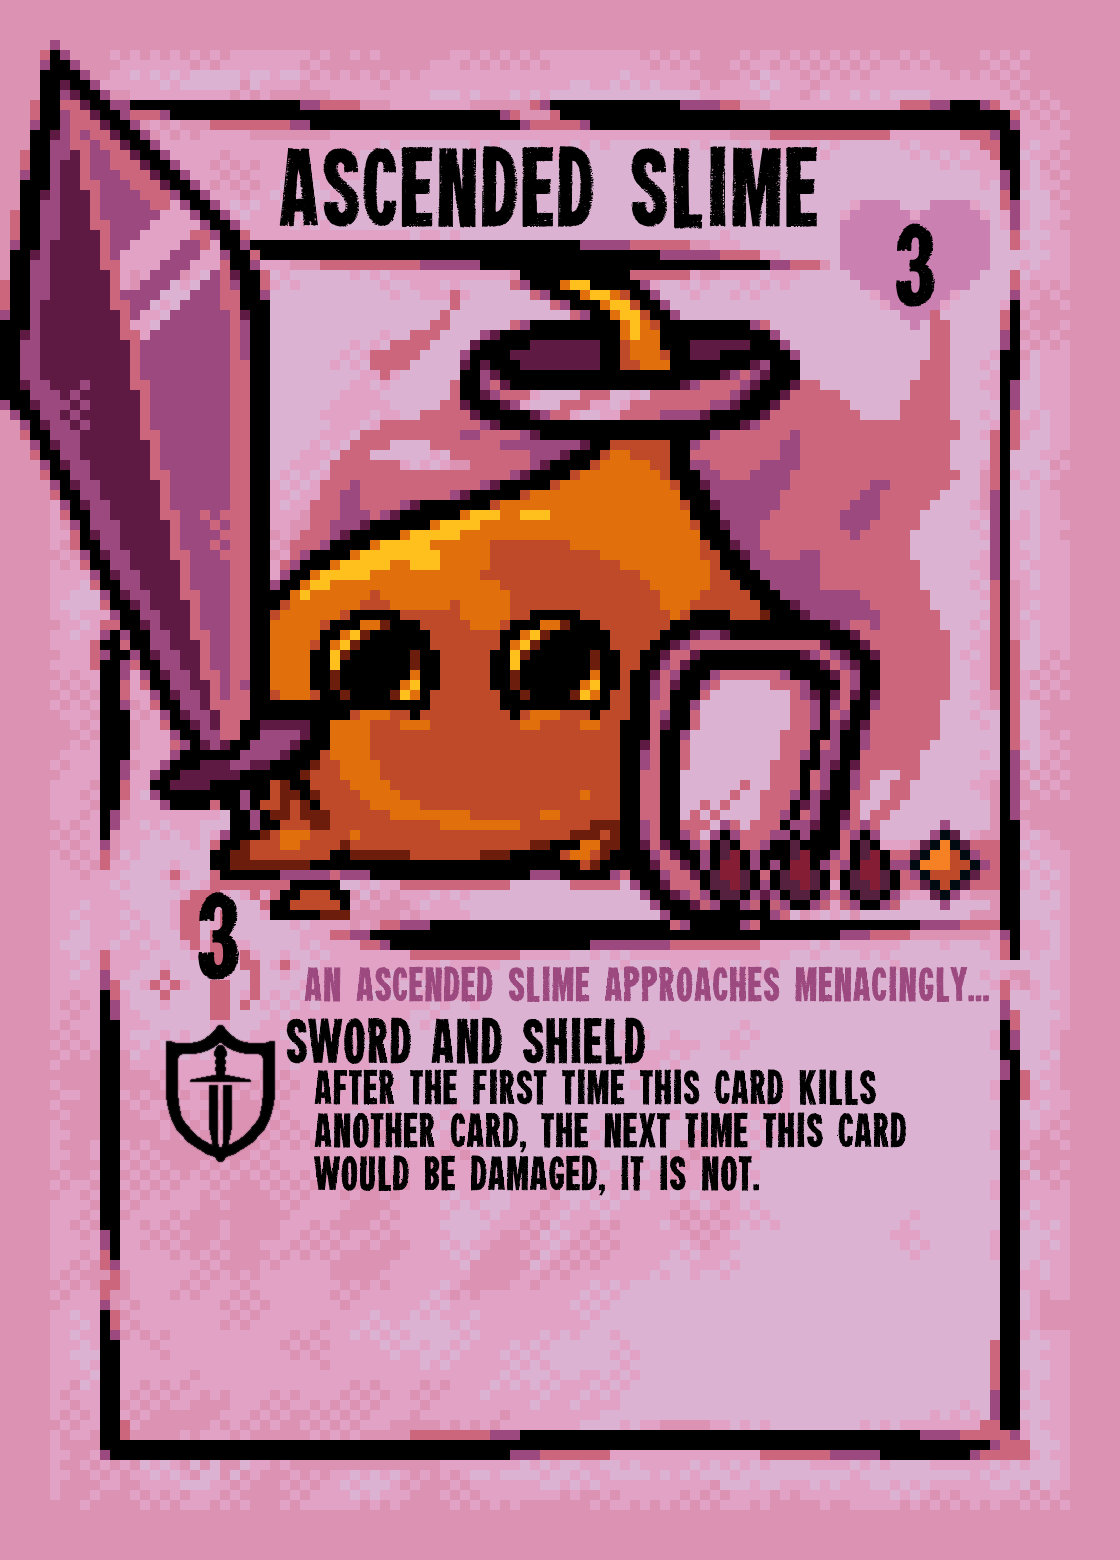 ASCENDED SLIME
3
3
AN ASCENDED SLIME APPROACHES MENACINGLY...
SWORD AND SHIELD
AFTER THE FIRST TIME THIS CARD KILLS
ANOTHER CARD, THE NEXT TIME THIS CARD
WOULD BE DAMAGED, IT IS NOT.